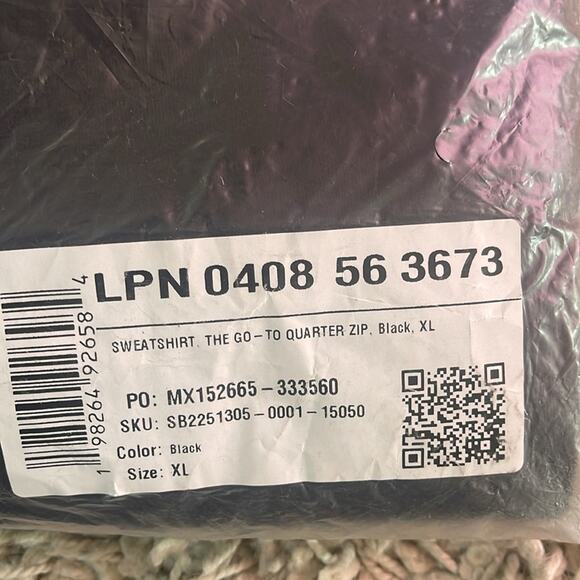 LPN 0408 56 3673
SWEATSHIRT, THE GO-TO QUARTER ZIP, Black, XL
PO: MX152665-333560
SKU: SB2251305-0001-15050
Color: Black
Size: XL
1 98264 92658 4